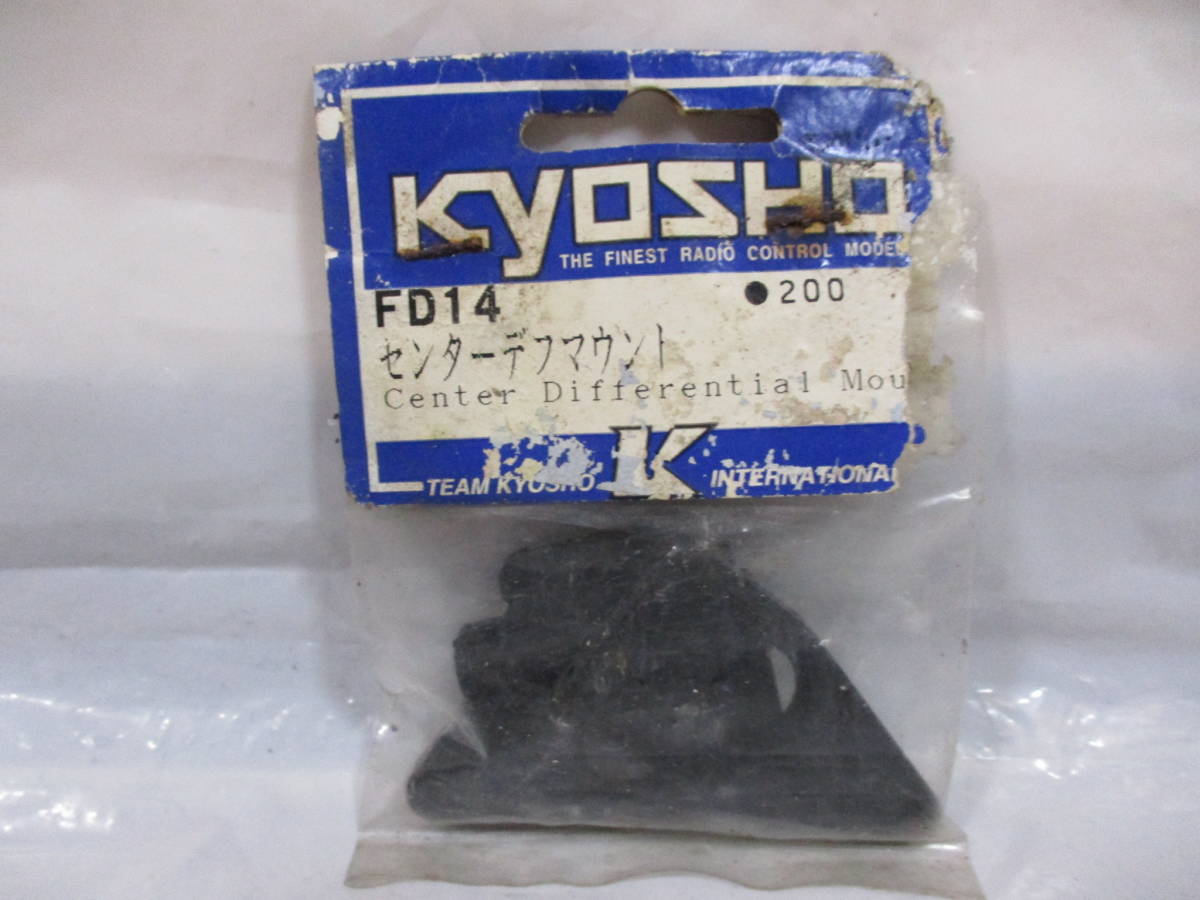 KYOSHO
THE FINEST RADIO CONTROL MODE
FD14 ●200
センターデフマウント
Center Differential Mou
K
TEAM KYOSHO INTERNATIONAL